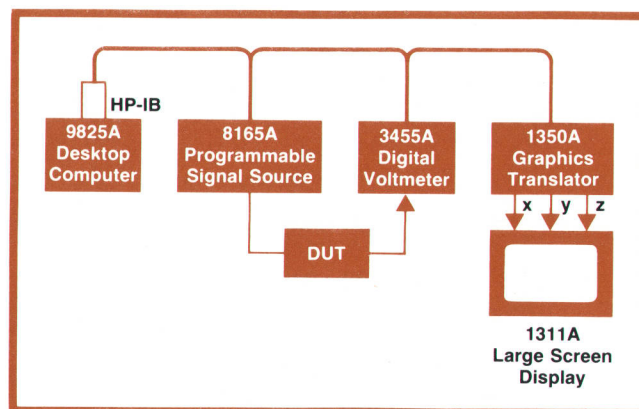 HP-IB
9825A
Desktop
Computer
8165A
Programmable
Signal Source
3455A
Digital
Voltmeter
1350A
Graphics
Translator
x y z
DUT
1311A
Large Screen
Display